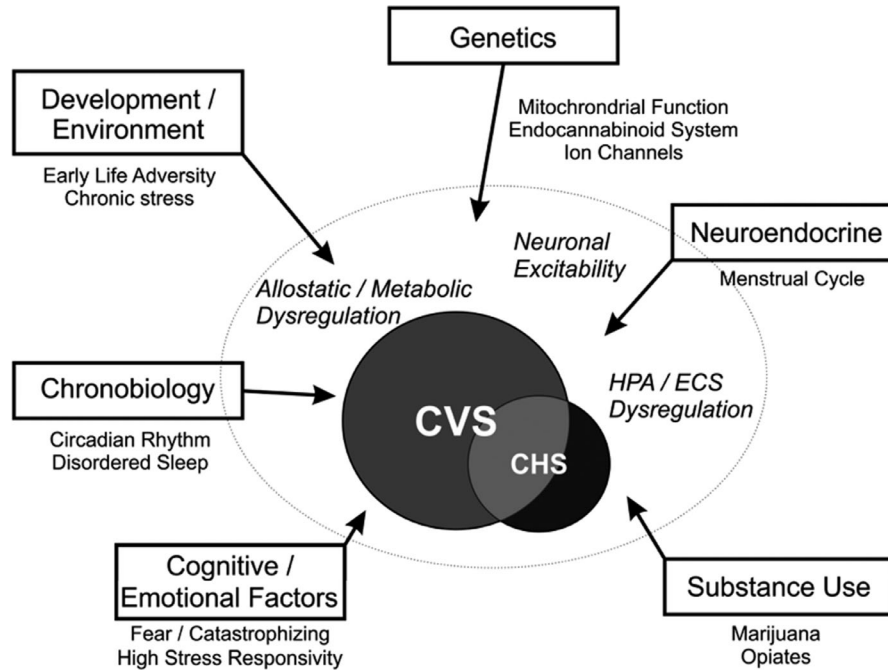 Genetics
Mitochrondrial Function
Endocannabinoid System
Ion Channels
Development /
Environment
Early Life Adversity
Chronic stress
Neuroendocrine
Menstrual Cycle
Neuronal
Excitability
Allostatic / Metabolic
Dysregulation
HPA / ECS
Dysregulation
Chronobiology
Circadian Rhythm
Disordered Sleep
CVS
CHS
Cognitive /
Emotional Factors
Fear / Catastrophizing
High Stress Responsivity
Substance Use
Marijuana
Opiates